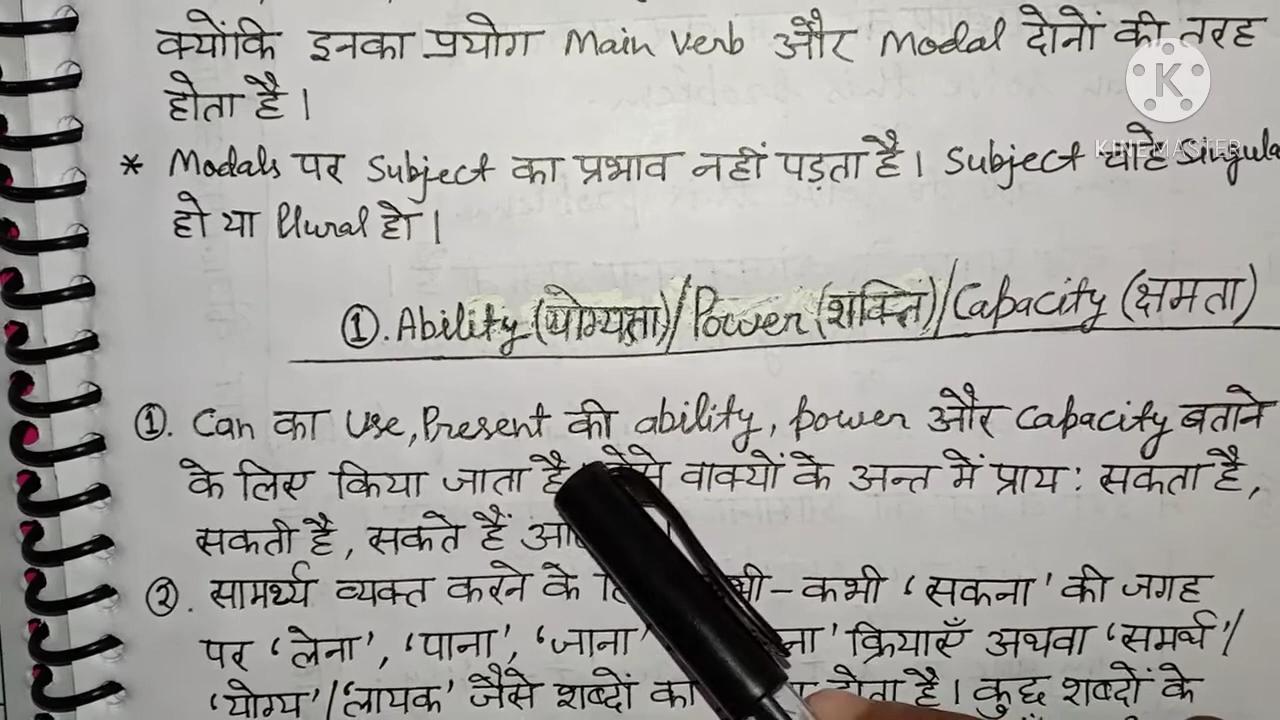 क्योंकि इनका प्रयोग Main Verb और Modal दोनों की तरह
होता है।
* Modals पर Subject का प्रभाव नहीं पड़ता है। Subject चाहे Singula
हो या Plural हो।
①. Ability (योग्यता)/Power (शक्ति)/Capacity (क्षमता)
①. Can का Use, Present की ability, power और Capacity बताने
के लिए किया जाता है वाक्यों के अन्त में प्राय: सकता है,
सकती है, सकते हैं
②. सामर्थ्य व्यक्त करने के कभी 'सकना' की जगह
पर 'लेना', 'पाना', 'जाना' क्रियाएँ अथवा 'समर्थ'/
'योग्य'/'लायक' जैसे शब्दों का होता है। कुछ शब्दों के
K
KINEMASTER